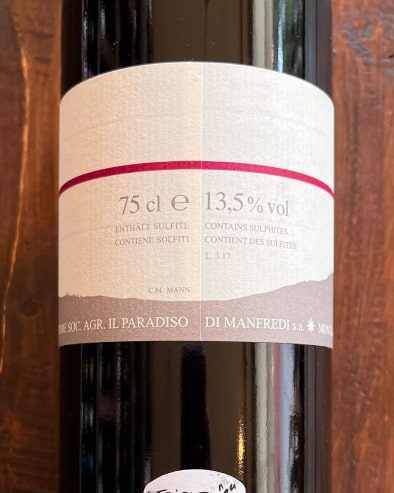 75 cl ℮ 13,5% vol
ENTHÄLT SULFITE CONTAINS SULPHITES
CONTIENE SOLFITI CONTIENT DES SULFITES
L. 3.17
C.M. MANN
SOC. AGR. IL PARADISO DI MANFREDI s.s. ✷